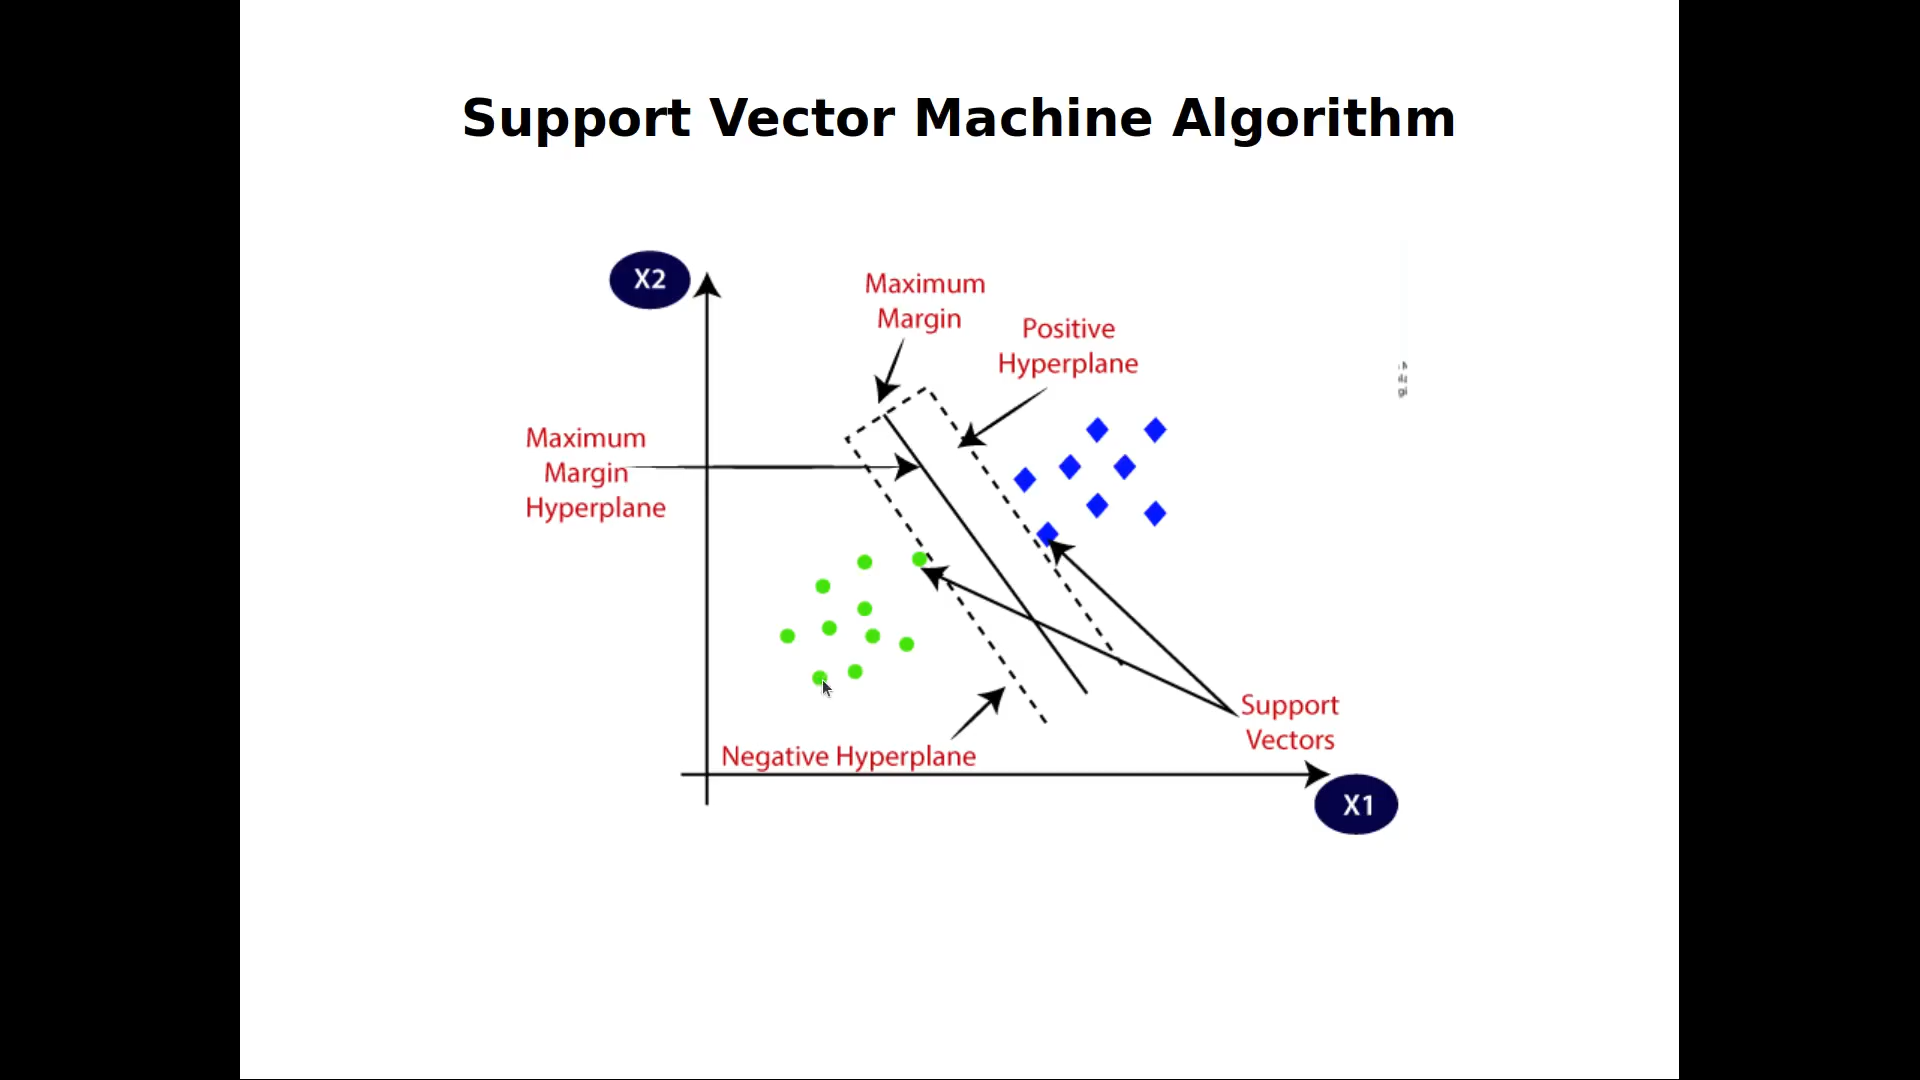 Support Vector Machine Algorithm
X2
Maximum
Margin
Positive
Hyperplane
Maximum
Margin
Hyperplane
Support
Vectors
Negative Hyperplane
X1